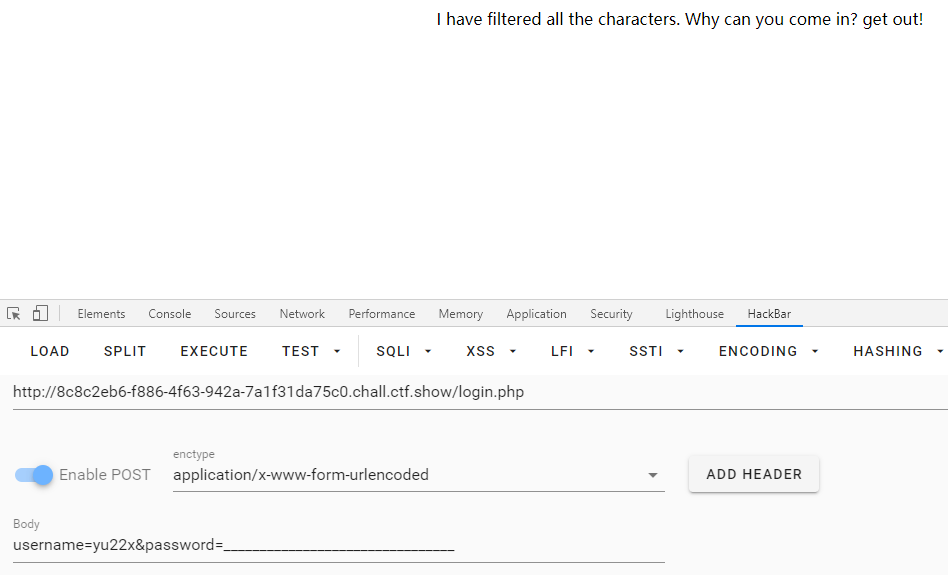 I have filtered all the characters. Why can you come in? get out!
Elements Console Sources Network Performance Memory Application Security Lighthouse HackBar
LOAD SPLIT EXECUTE TEST SQLI XSS LFI SSTI ENCODING HASHING
http://8c8c2eb6-f886-4f63-942a-7a1f31da75c0.chall.ctf.show/login.php
enctype
Enable POST application/x-www-form-urlencoded ADD HEADER
Body
username=yu22x&password=________________________________